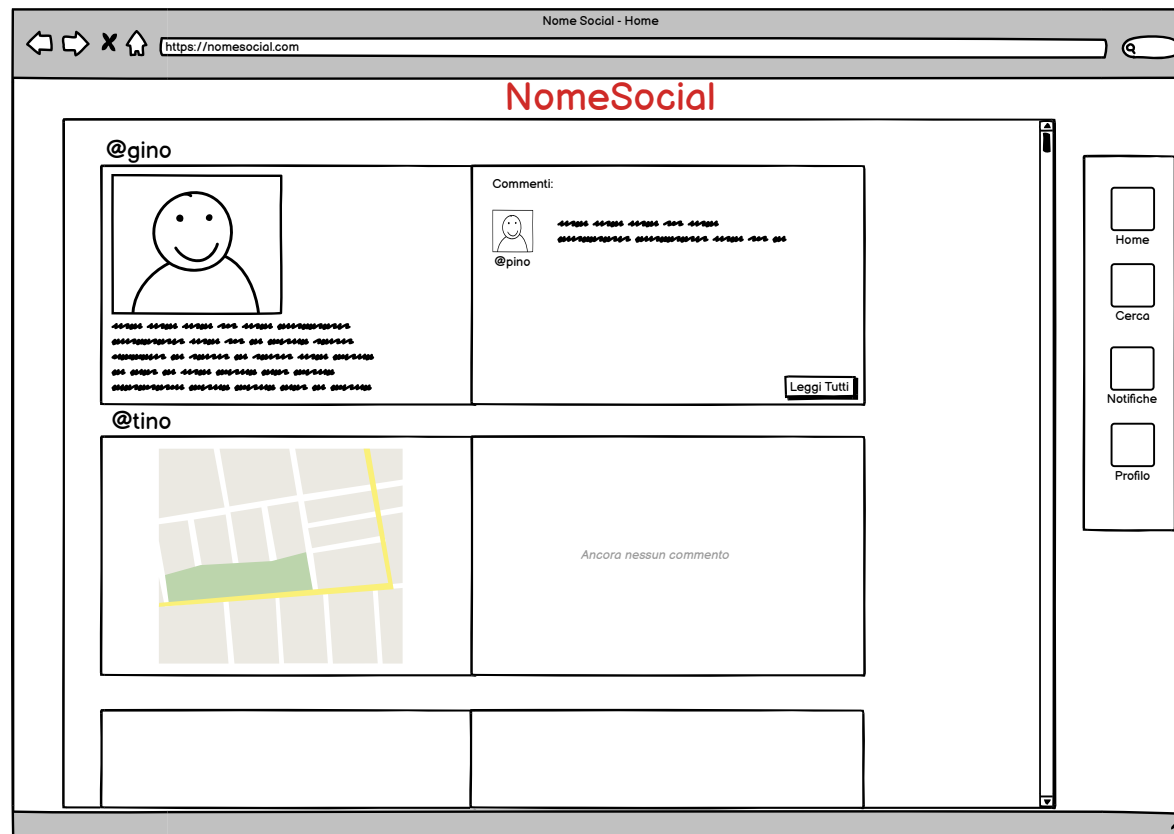 Nome Social - Home
https://nomesocial.com
NomeSocial
@gino
Commenti:
@pino
Leggi Tutti
@tino
Ancora nessun commento
Home
Cerca
Notifiche
Profilo